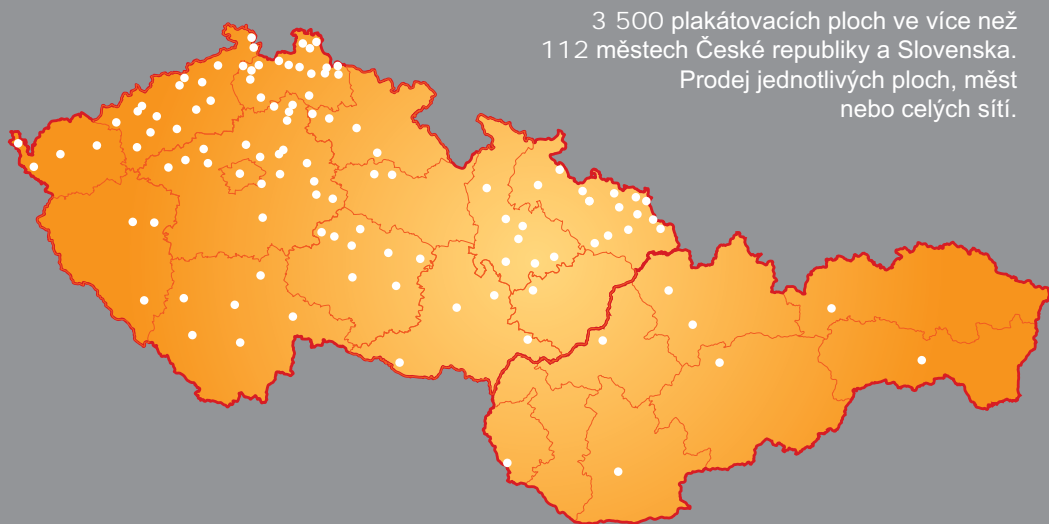 3 500 plakátovacích ploch ve více než
112 městech České republiky a Slovenska.
Prodej jednotlivých ploch, měst
nebo celých sítí.